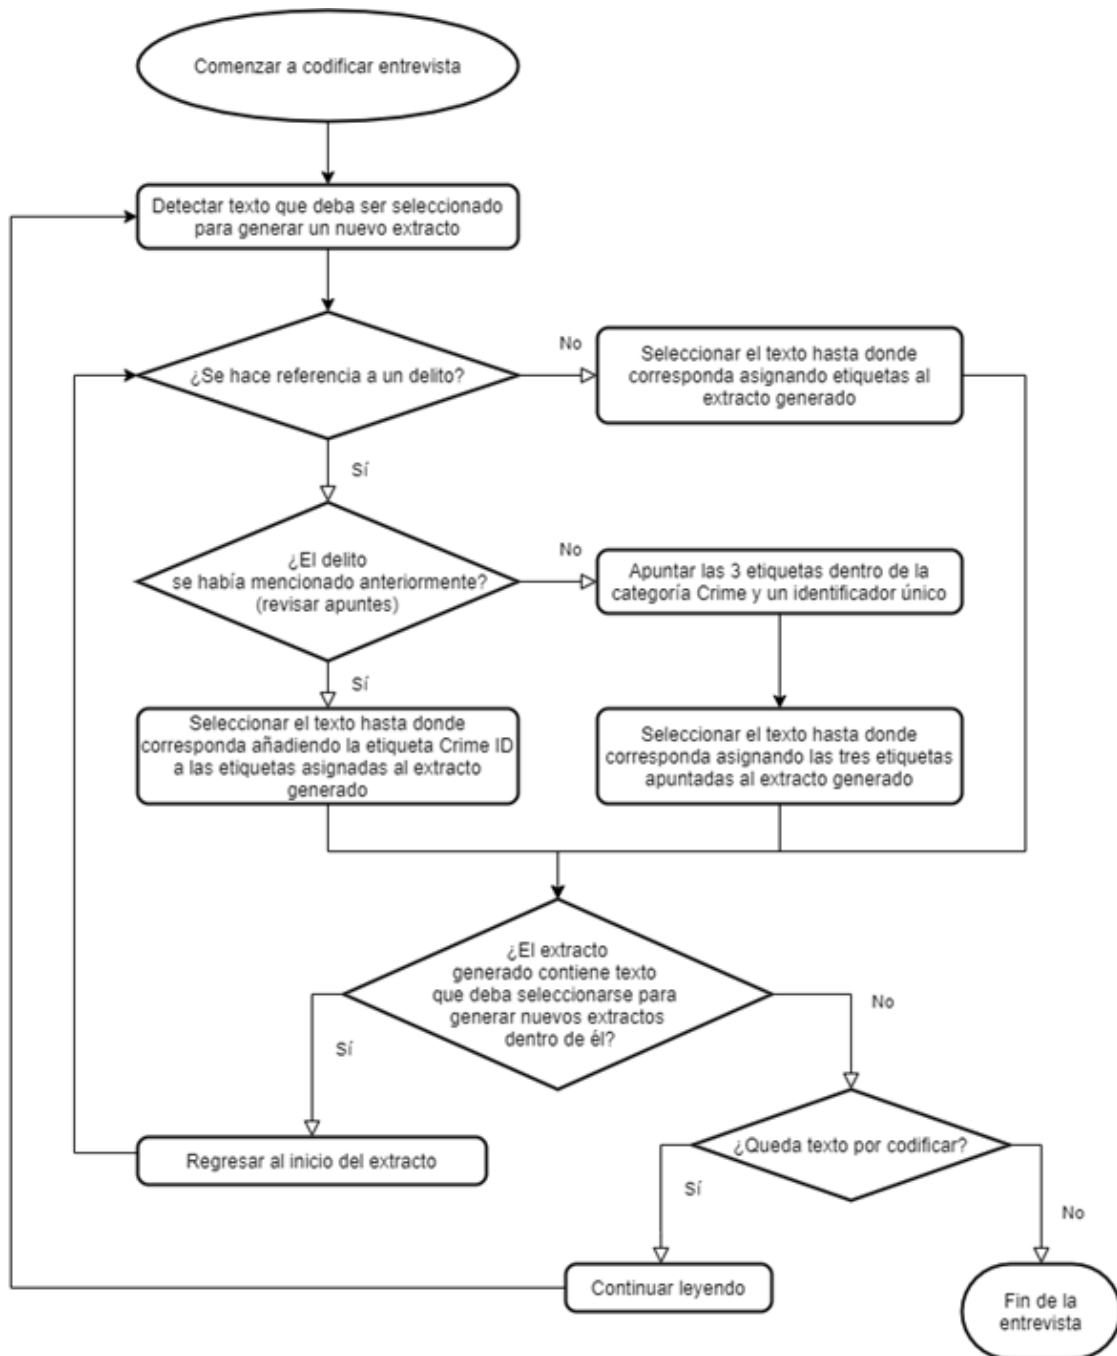 Comenzar a codificar entrevista
Detectar texto que deba ser seleccionado
para generar un nuevo extracto
¿Se hace referencia a un delito?
No
Seleccionar el texto hasta donde
corresponda asignando etiquetas al
extracto generado
Sí
¿El delito
se había mencionado anteriormente?
(revisar apuntes)
No
Apuntar las 3 etiquetas dentro de la
categoría Crime y un identificador único
Sí
Seleccionar el texto hasta donde
corresponda añadiendo la etiqueta Crime ID
a las etiquetas asignadas al extracto
generado
Seleccionar el texto hasta donde
corresponda asignando las tres etiquetas
apuntadas al extracto generado
¿El extracto
generado contiene texto
que deba seleccionarse para
generar nuevos extractos
dentro de él?
Sí
No
Regresar al inicio del extracto
¿Queda texto por codificar?
Sí
No
Continuar leyendo
Fin de la
entrevista